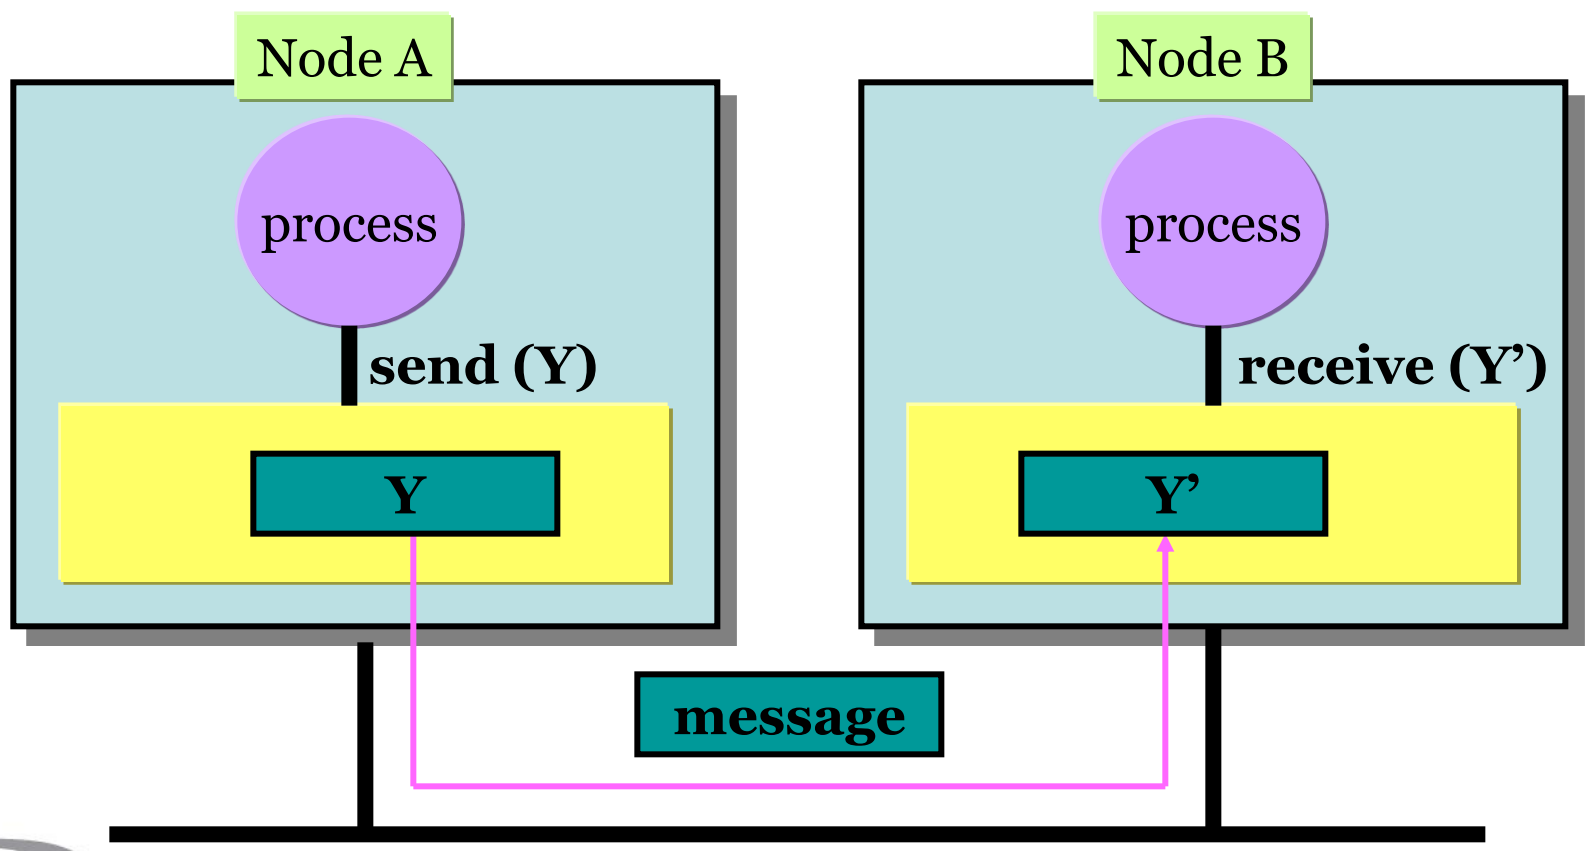 Node A
process
send (Y)
Y
Node B
process
receive (Y’)
Y’
message